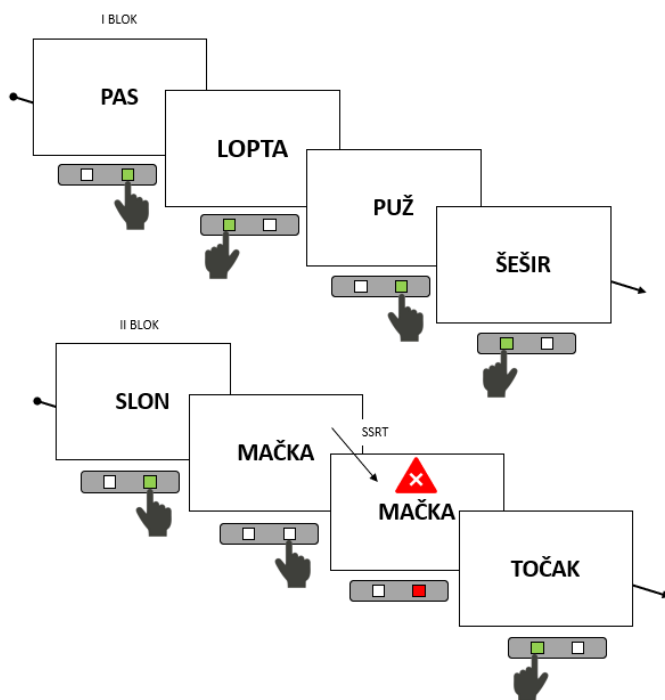 I BLOK
PAS
LOPTA
PUŽ
ŠEŠIR
II BLOK
SLON
MAČKA
SSRT
MAČKA
TOČAK